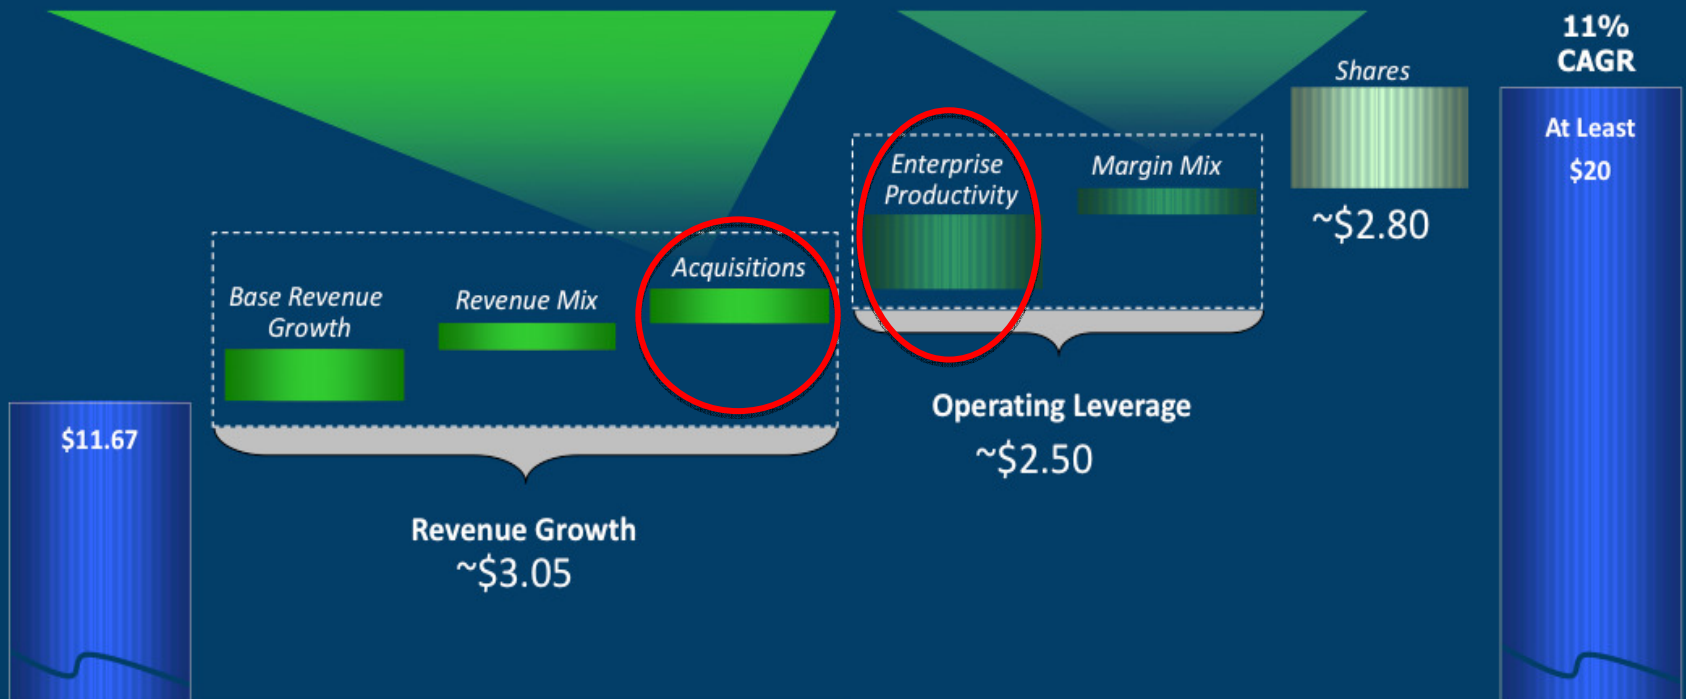 $11.67
Base Revenue
Growth
Revenue Mix
Acquisitions
Revenue Growth
~$3.05
Enterprise
Productivity
Margin Mix
Operating Leverage
~$2.50
Shares
~$2.80
11%
CAGR
At Least
$20